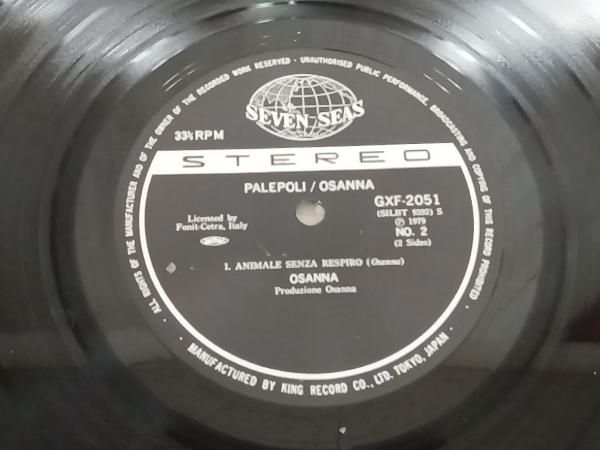 ALL RIGHTS OF THE MANUFACTURER AND OF THE OWNER OF THE RECORDED WORK RESERVED · UNAUTHORISED PUBLIC PERFORMANCE, BROADCASTING AND COPYING OF THIS RECORD PROHIBITED ·
SEVEN-SEAS
33⅓ RPM
STEREO
PALEPOLI / OSANNA
GXF-2051
(SILBT 9392) S
Ⓟ 1979
NO. 2
(2 Sides)
Licensed by
Fonit-Cetra, Italy
1. ANIMALE SENZA RESPIRO (Osanna)
OSANNA
Produzione Osanna
MANUFACTURED BY KING RECORD CO., LTD. TOKYO, JAPAN ·